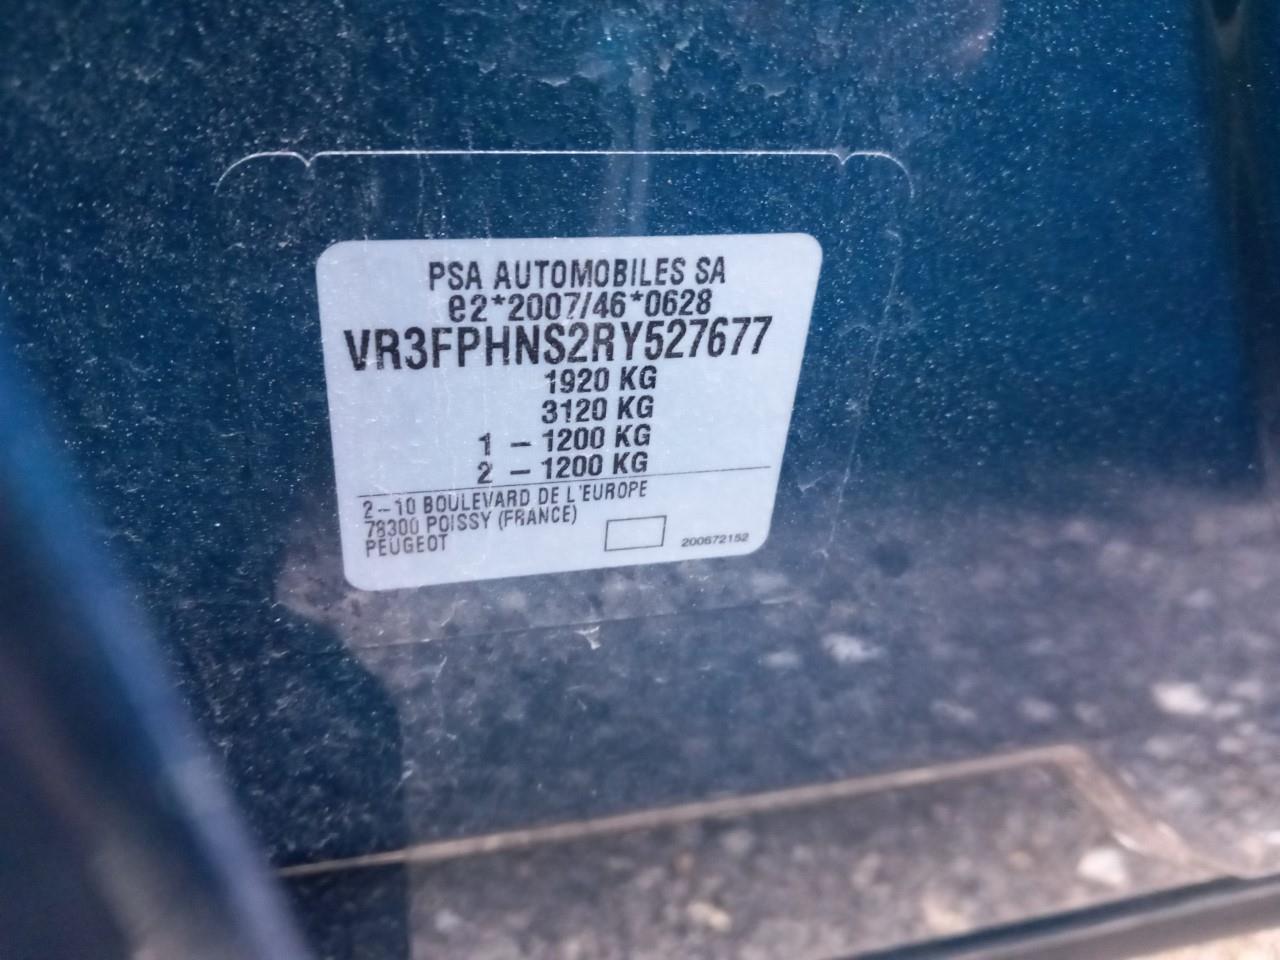 PSA AUTOMOBILES SA
e2*2007/46*0628
VR3FPHNS2RY527677
1920 KG
3120 KG
1 - 1200 KG
2 - 1200 KG
2-10 BOULEVARD DE L'EUROPE
78300 POISSY (FRANCE)
PEUGEOT
200672152